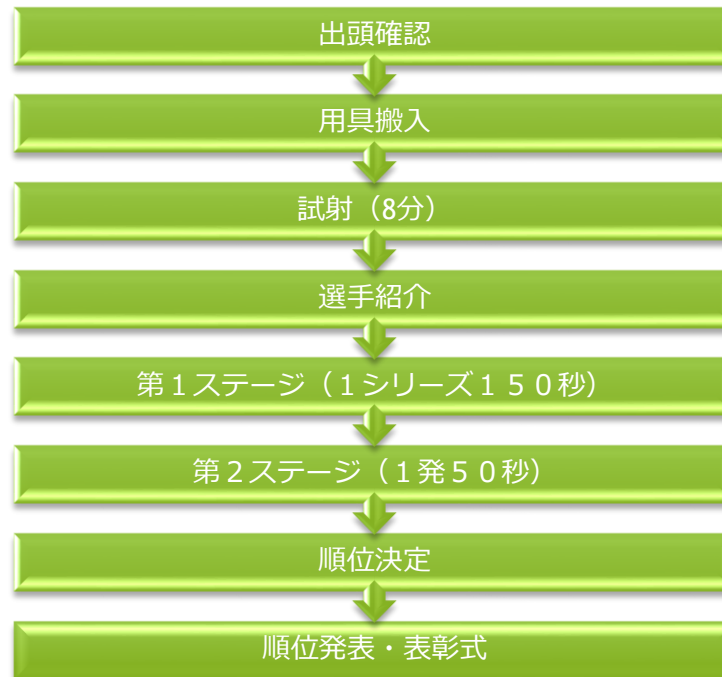 出頭確認
用具搬入
試射（8分）
選手紹介
第１ステージ（１シリーズ１５０秒）
第２ステージ（１発５０秒）
順位決定
順位発表・表彰式